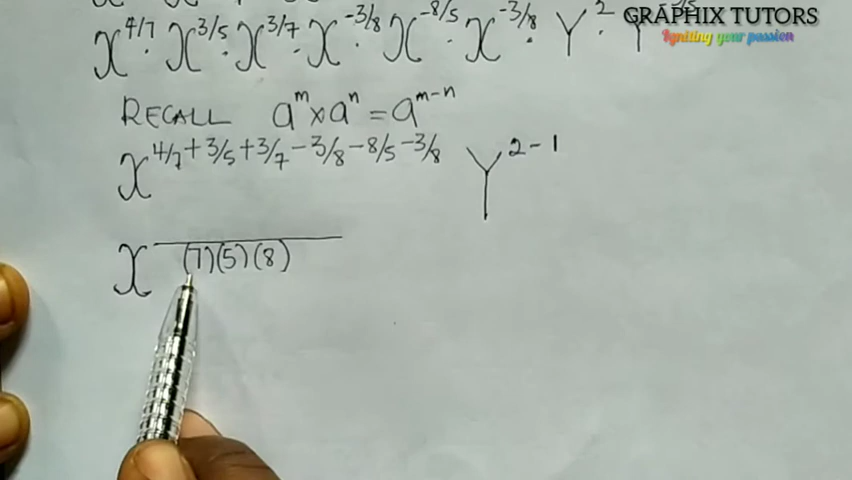 GRAPHIX TUTORS
Igniting your passion
x^4/7 · x^3/5 · x^3/7 · x^-3/8 · x^-8/5 · x^-3/8 · Y^2 · Y
RECALL a^m × a^n = a^m-n
x^4/7 + 3/5 + 3/7 - 3/8 - 8/5 - 3/8 Y^2 - 1
x (7)(5)(8)